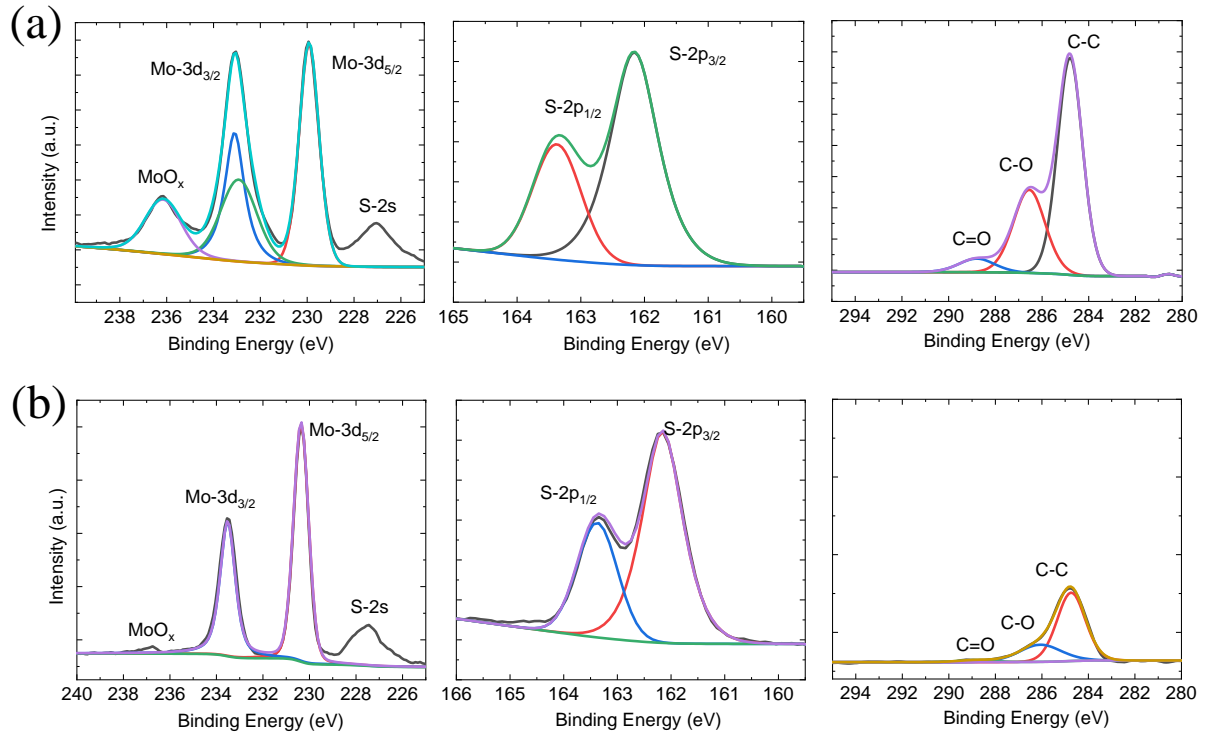 (a)
Intensity (a.u.)
Mo-3d3/2
Mo-3d5/2
MoOx
S-2s
238 236 234 232 230 228 226
Binding Energy (eV)
S-2p3/2
S-2p1/2
165 164 163 162 161 160
Binding Energy (eV)
C-C
C-O
C=O
294 292 290 288 286 284 282 280
Binding Energy (eV)
(b)
Intensity (a.u.)
Mo-3d5/2
Mo-3d3/2
S-2s
MoOx
240 238 236 234 232 230 228 226
Binding Energy (eV)
S-2p3/2
S-2p1/2
166 165 164 163 162 161 160
Binding Energy (eV)
C-C
C-O
C=O
294 292 290 288 286 284 282 280
Binding Energy (eV)